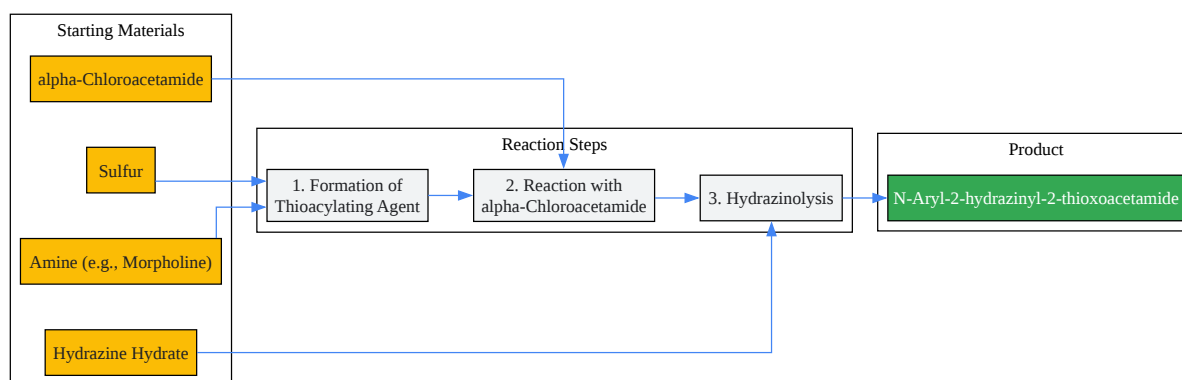 Starting Materials
alpha-Chloroacetamide
Sulfur
Amine (e.g., Morpholine)
Hydrazine Hydrate
Reaction Steps
1. Formation of
Thioacylating Agent
2. Reaction with
alpha-Chloroacetamide
3. Hydrazinolysis
Product
N-Aryl-2-hydrazinyl-2-thioxoacetamide